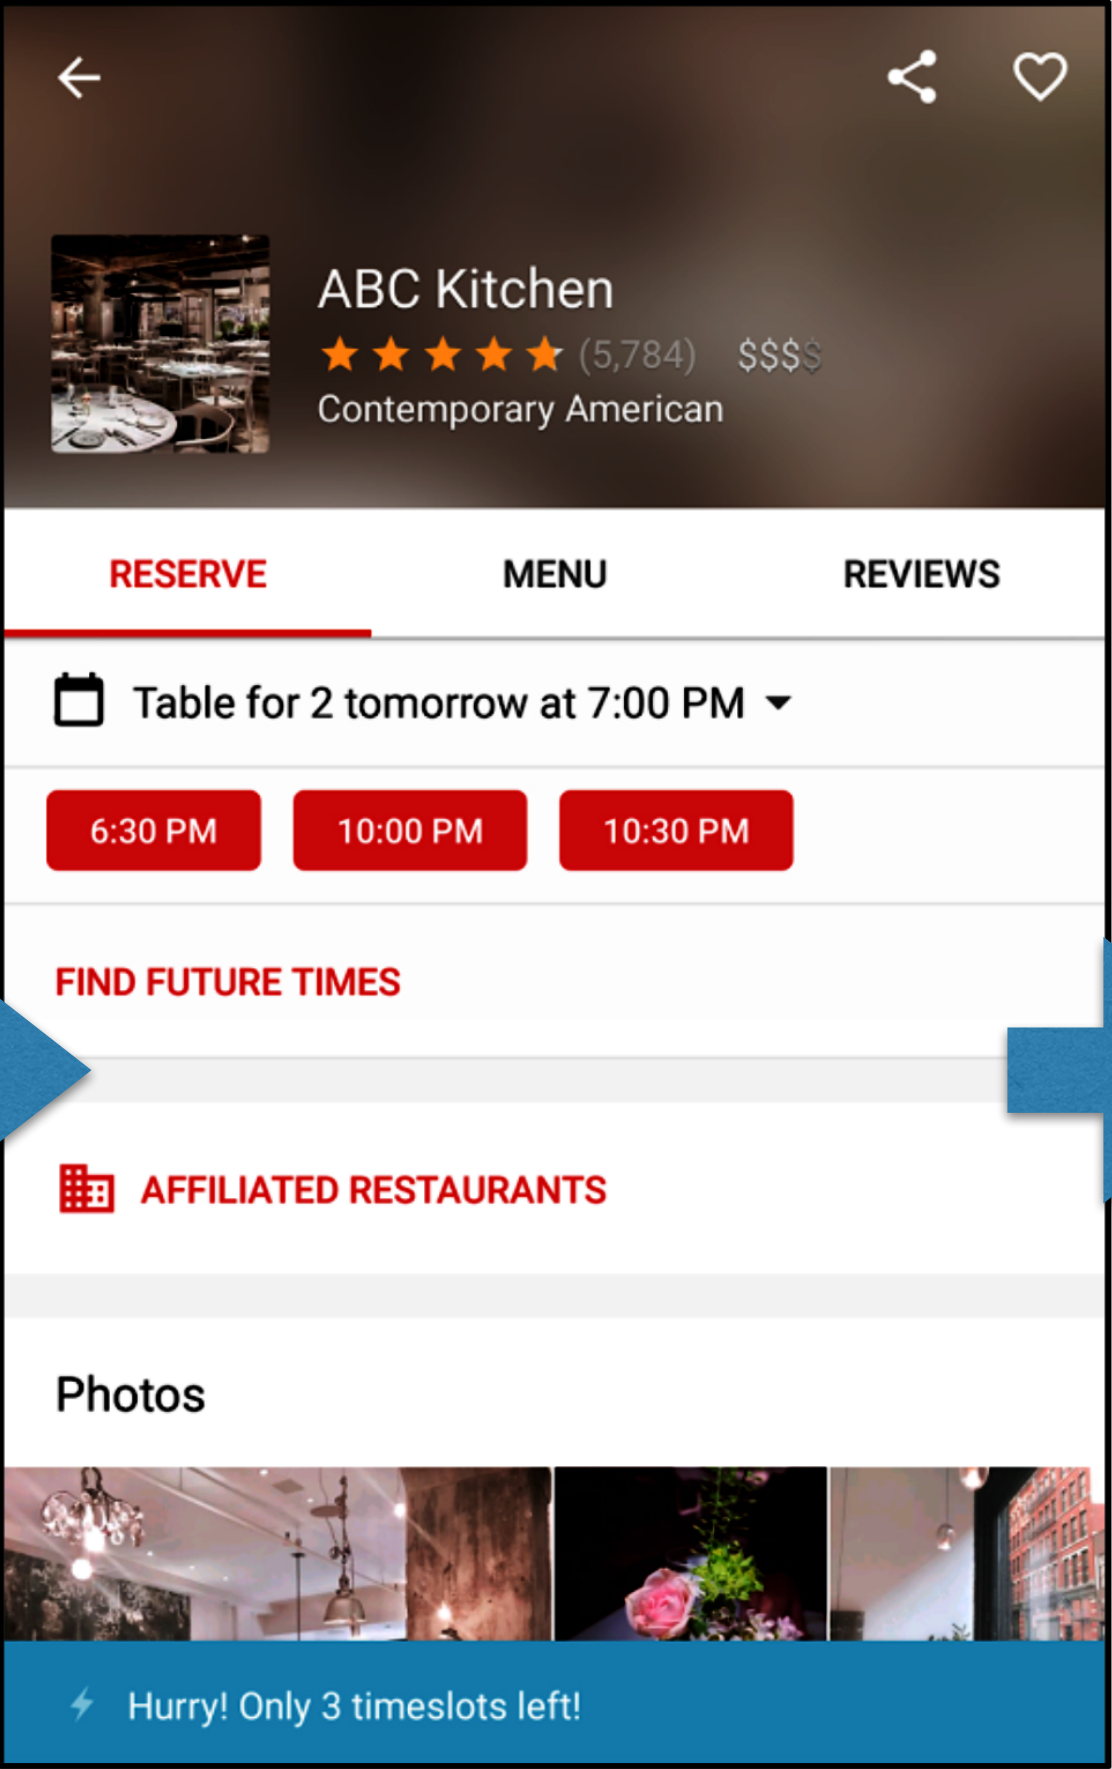 ABC Kitchen
(5,784) $$$$
Contemporary American
RESERVE MENU REVIEWS
Table for 2 tomorrow at 7:00 PM
6:30 PM 10:00 PM 10:30 PM
FIND FUTURE TIMES
AFFILIATED RESTAURANTS
Photos
Hurry! Only 3 timeslots left!